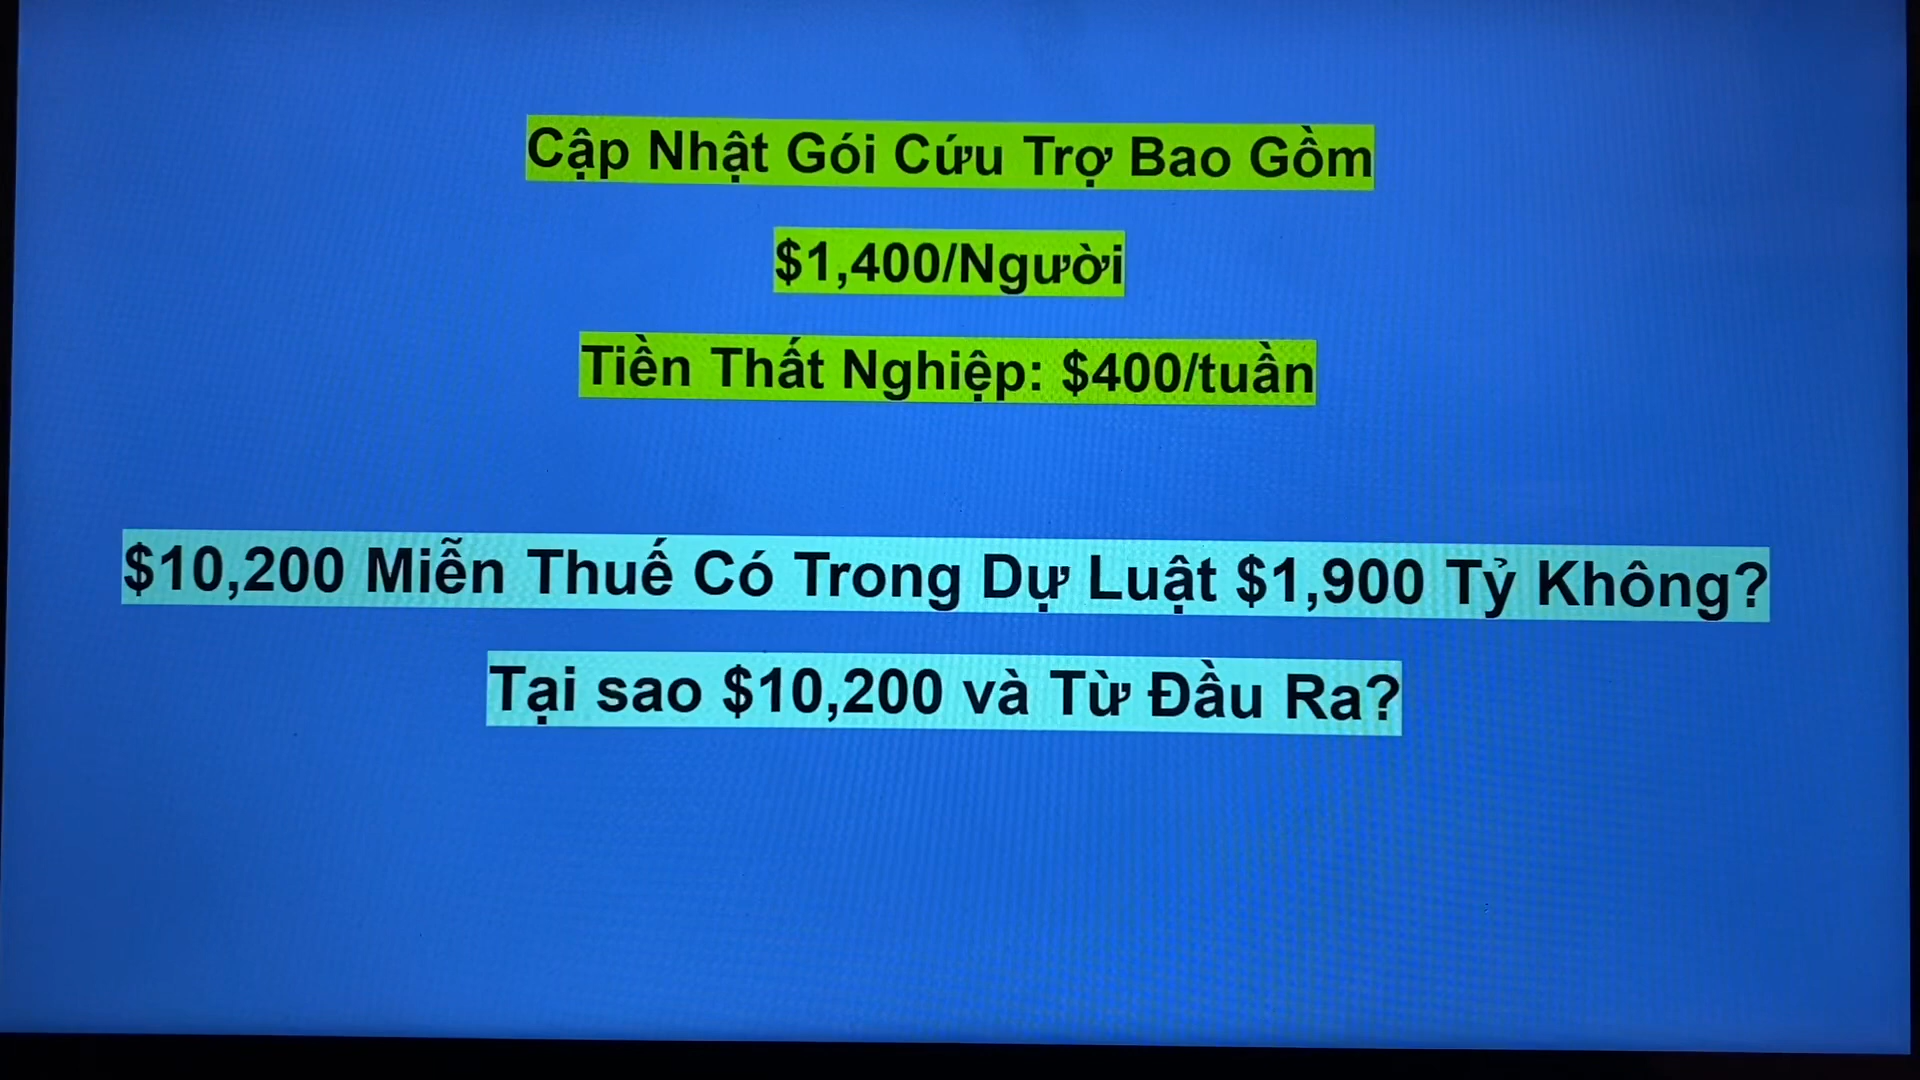 Cập Nhật Gói Cứu Trợ Bao Gồm
$1,400/Người
Tiền Thất Nghiệp: $400/tuần
$10,200 Miễn Thuế Có Trong Dự Luật $1,900 Tỷ Không?
Tại sao $10,200 và Từ Đầu Ra?